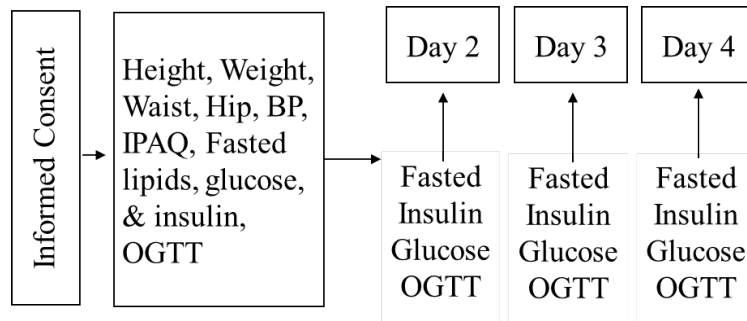 Informed Consent
Height, Weight,
Waist, Hip, BP,
IPAQ, Fasted
lipids, glucose,
& insulin,
OGTT
Day 2
Day 3
Day 4
Fasted
Insulin
Glucose
OGTT
Fasted
Insulin
Glucose
OGTT
Fasted
Insulin
Glucose
OGTT